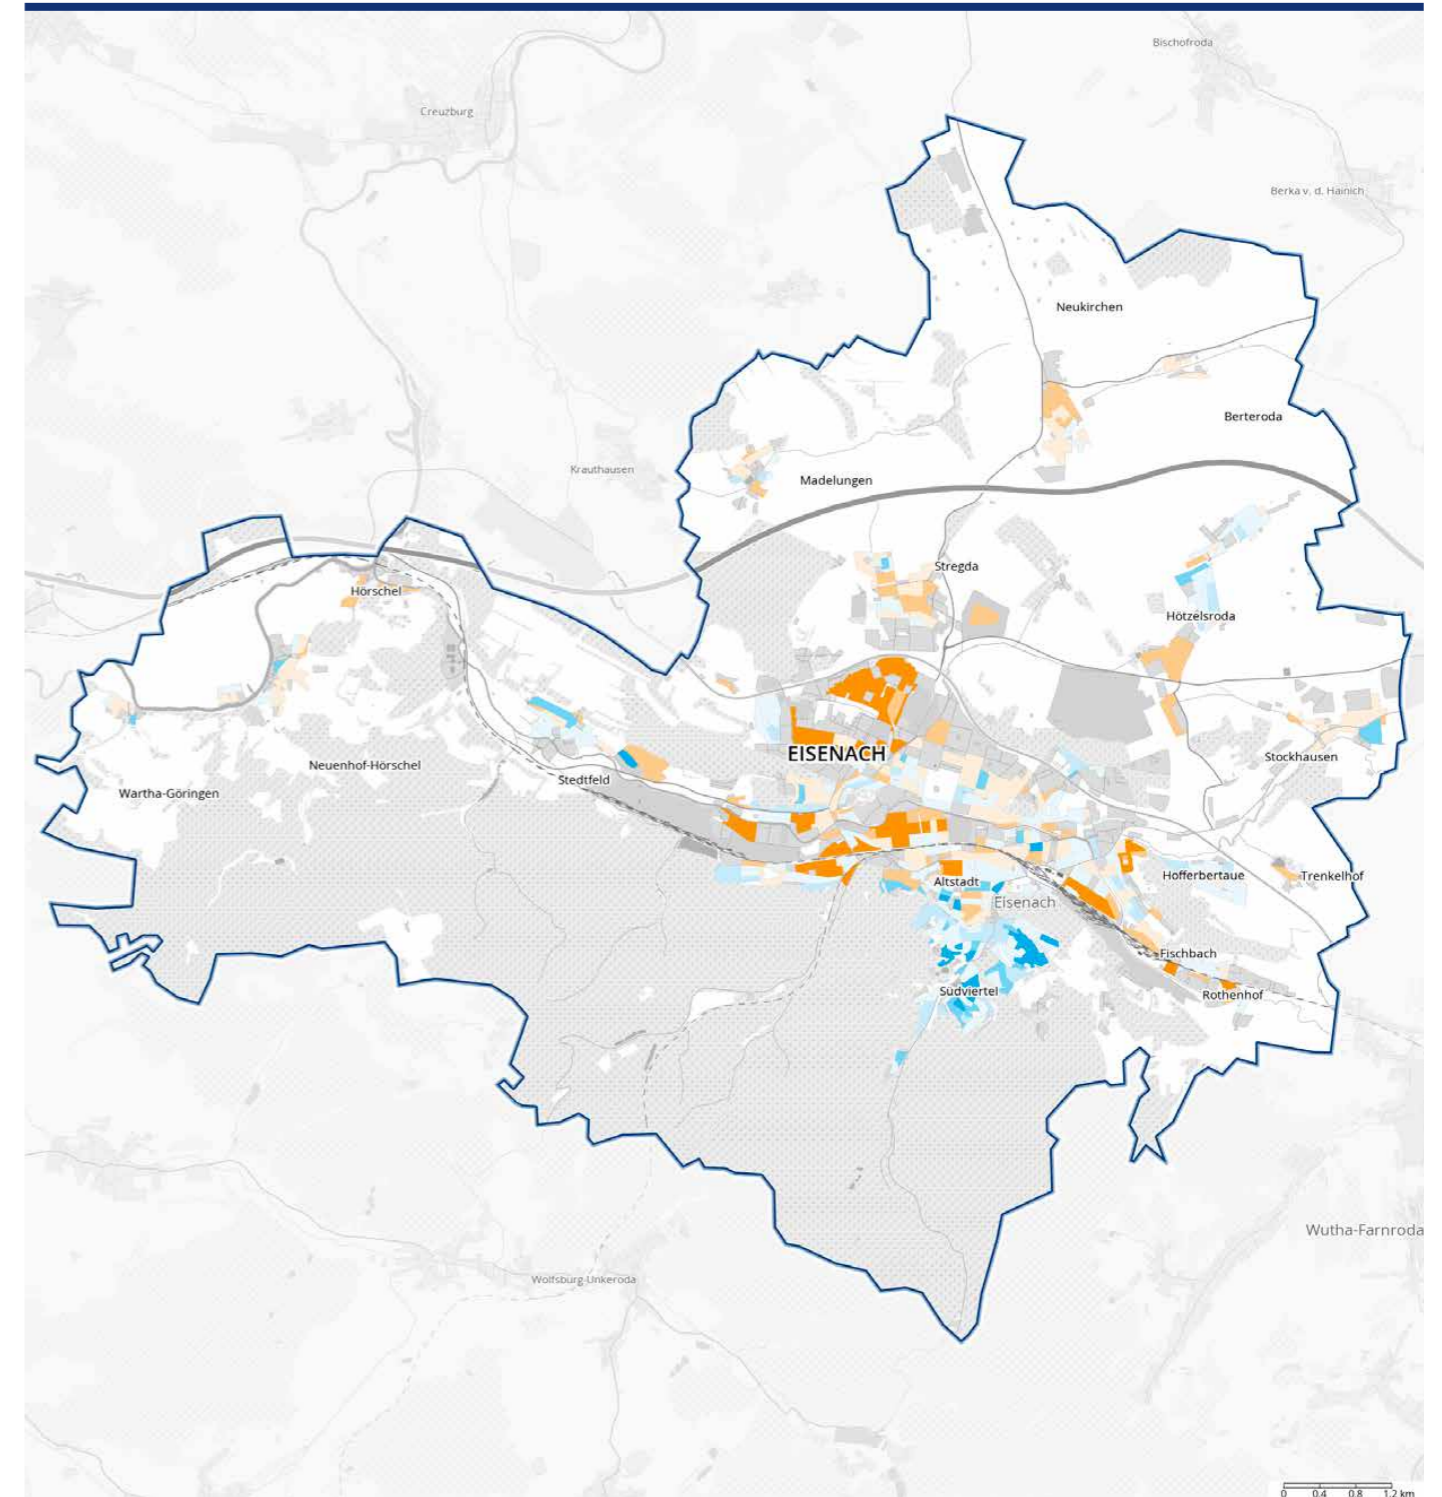 Bischofroda
Creuzburg
Berka v. d. Hainich
Neukirchen
Berteroda
Krauthausen
Madelungen
Stregda
Hörschel
Hötzelsroda
EISENACH
Stockhausen
Neuenhof-Hörschel
Stedtfeld
Wartha-Göringen
Hofferbertaue
Trenkelhof
Altstadt
Eisenach
Fischbach
Südviertel
Rothenhof
Wutha-Farnroda
Wolfsburg-Unkeroda
0 0.4 0.8 1.2 km